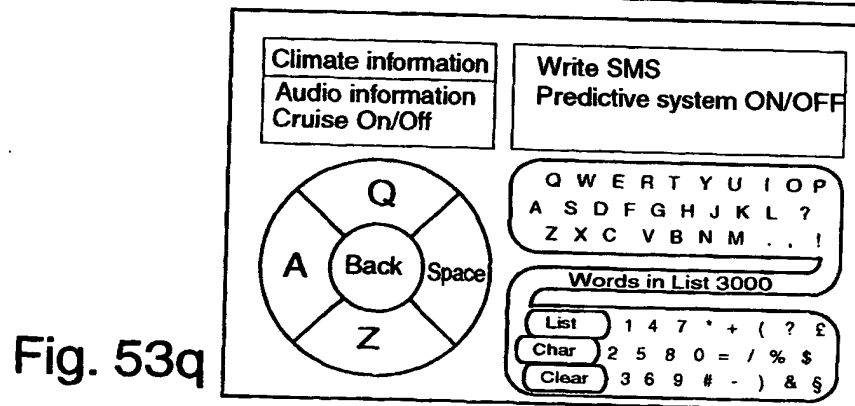 Climate information
Audio information
Cruise On/Off
Write SMS
Predictive system ON/OFF
Q
A
Back
Space
Z
Q W E R T Y U I O P
A S D F G H J K L ?
Z X C V B N M . , !
Words in List 3000
List 1 4 7 * + ( ? £
Char 2 5 8 0 = / % $
Clear 3 6 9 # - ) & §
Fig. 53q